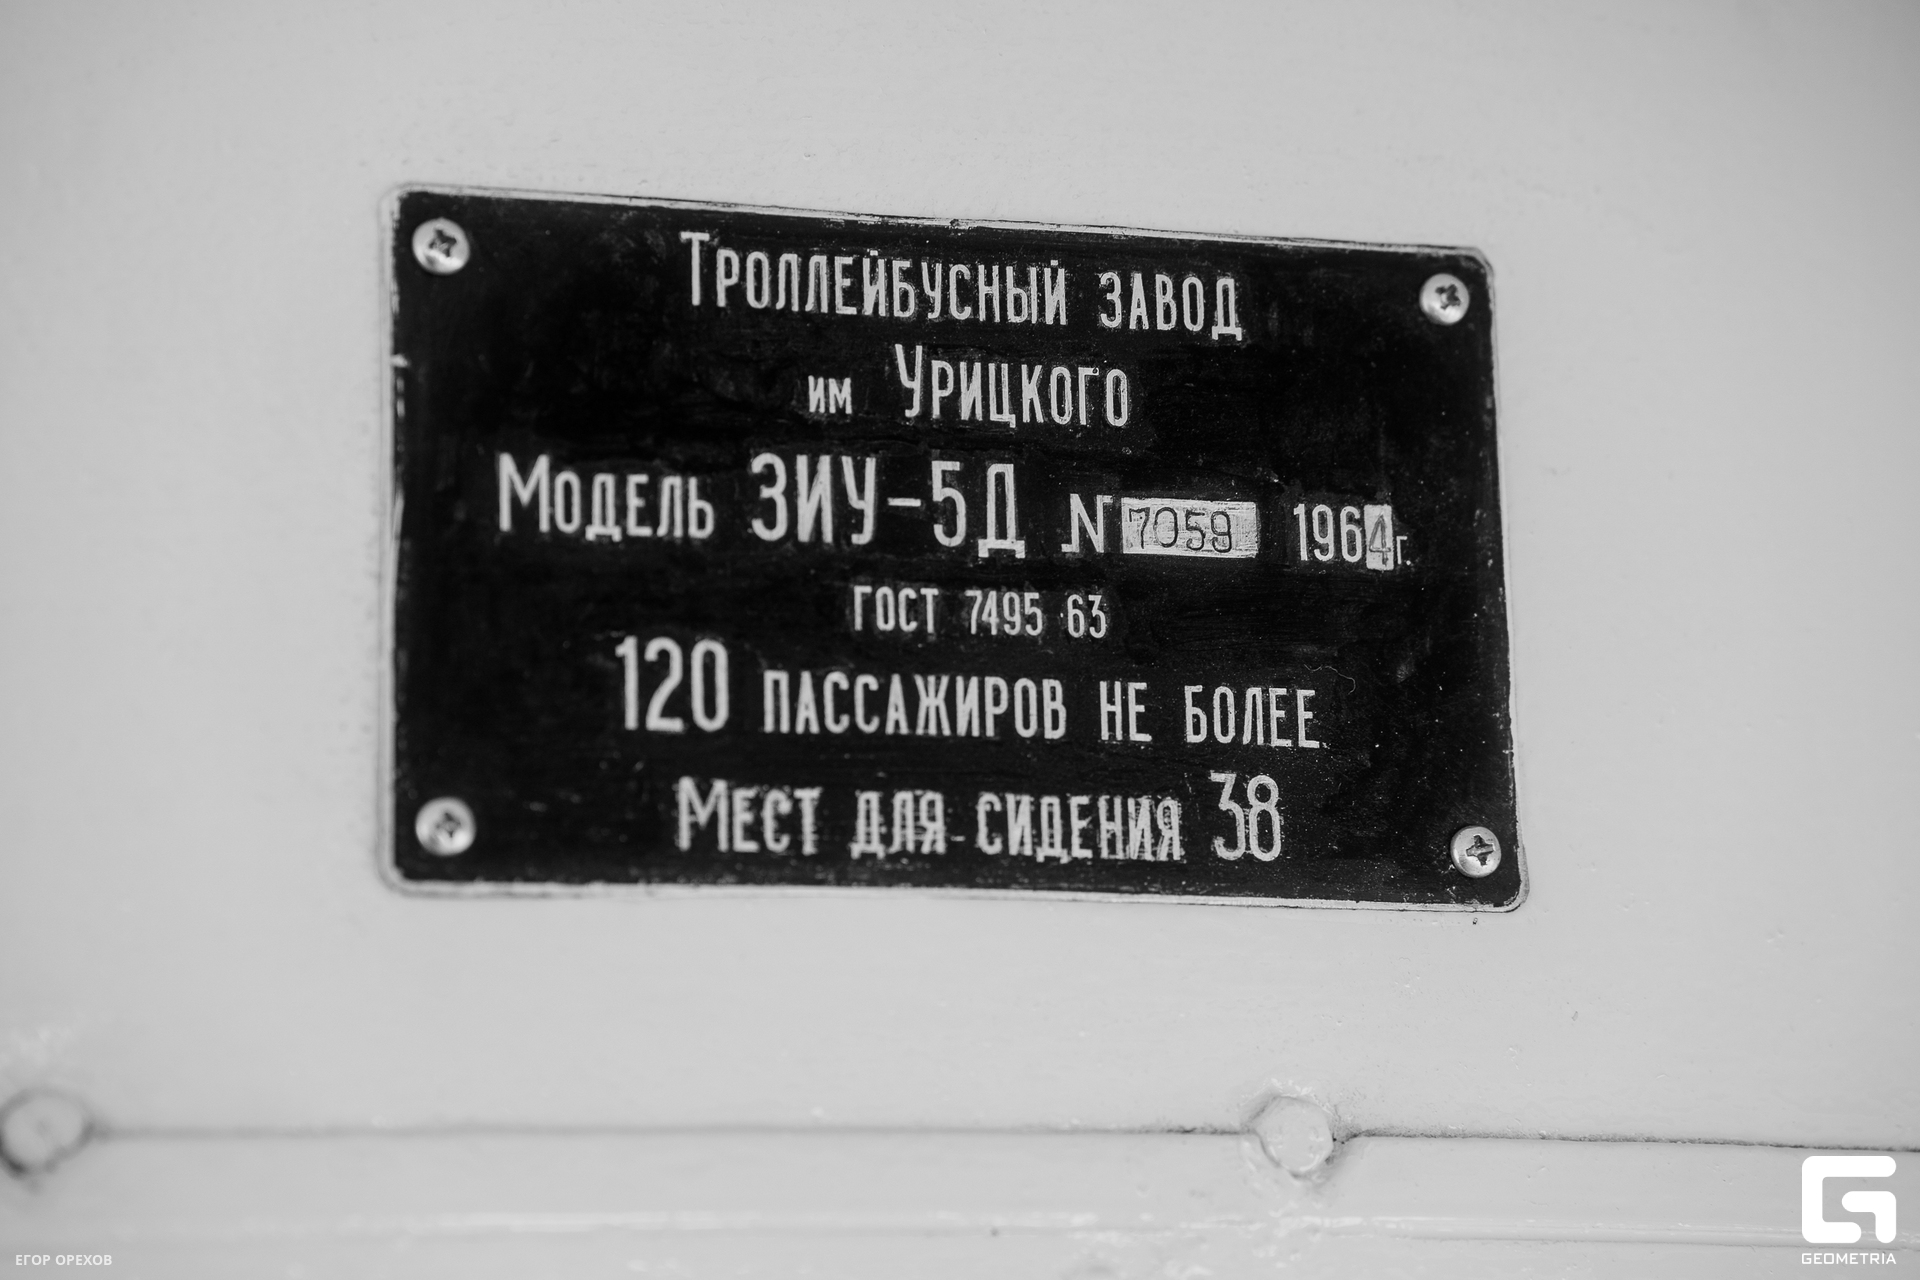 Троллейбусный завод
им Урицкого
Модель ЗИУ-5Д N 7059 1964г.
ГОСТ 7495 63
120 пассажиров не более
Мест для сидения 38
ЕГОР ОРЕХОВ
GEOMETRIA